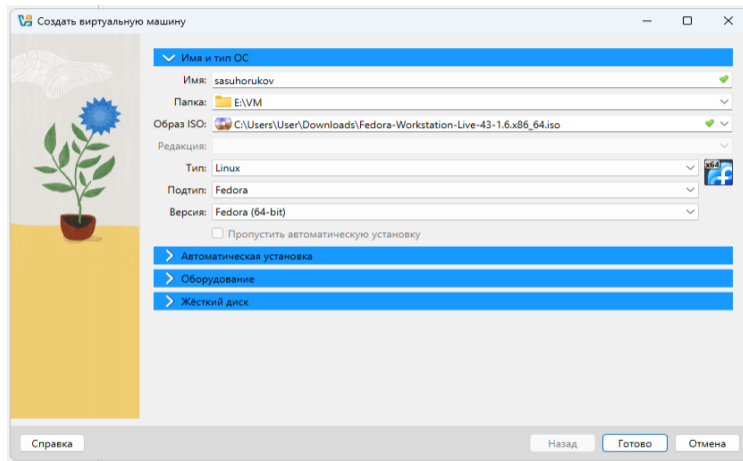 Создать виртуальную машину
Имя и тип ОС
Имя: sasuhorukov
Папка: E:\VM
Образ ISO: C:\Users\User\Downloads\Fedora-Workstation-Live-43-1.6.x86_64.iso
Редакция:
Тип: Linux
x64
Подтип: Fedora
Версия: Fedora (64-bit)
Пропустить автоматическую установку
Автоматическая установка
Оборудование
Жёсткий диск
Справка Назад Готово Отмена